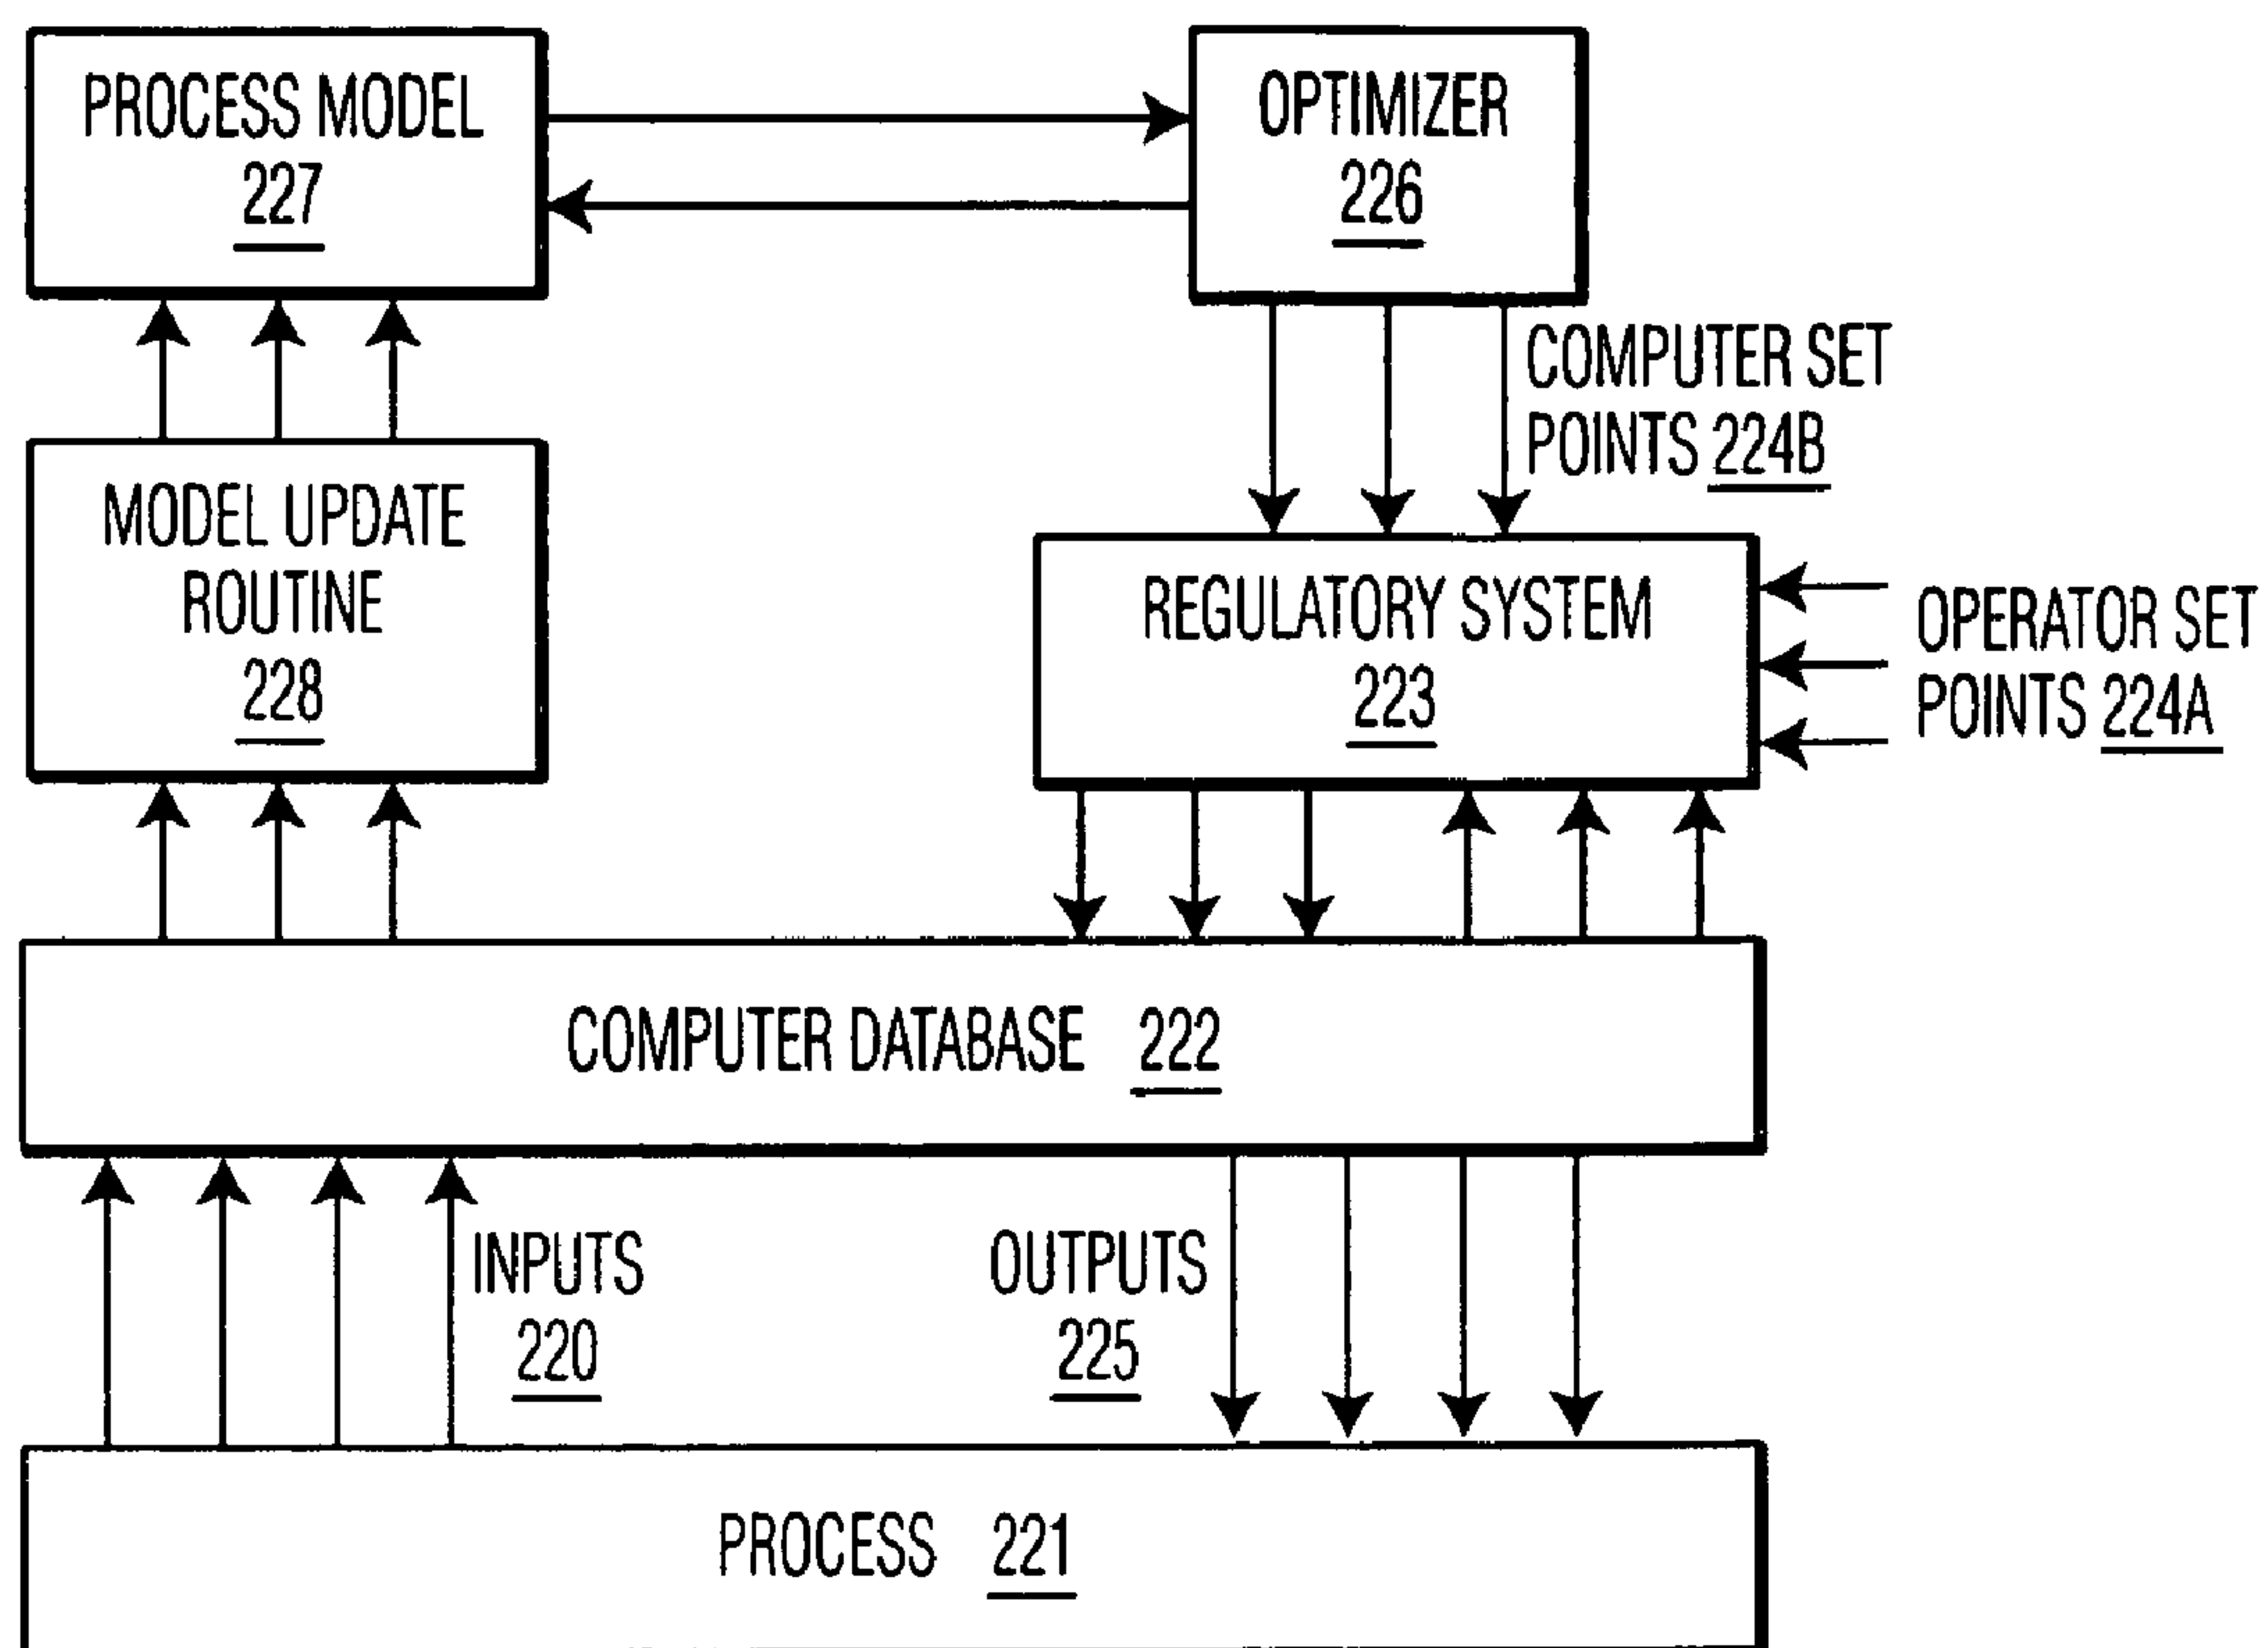 PROCESS MODEL
227
OPTIMIZER
226
COMPUTER SET
POINTS 224B
MODEL UPDATE
ROUTINE
228
REGULATORY SYSTEM
223
OPERATOR SET
POINTS 224A
COMPUTER DATABASE 222
INPUTS
220
OUTPUTS
225
PROCESS 221